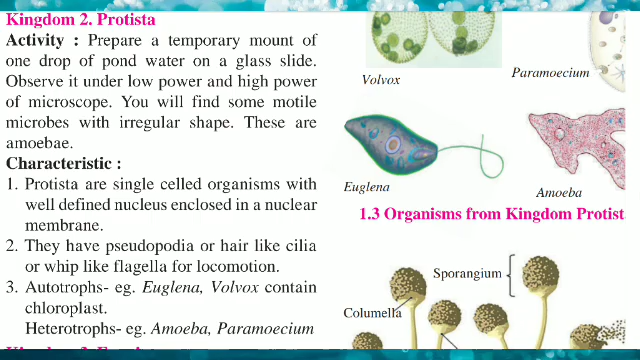 Kingdom 2. Protista
Activity : Prepare a temporary mount of
one drop of pond water on a glass slide.
Observe it under low power and high power
of microscope. You will find some motile
microbes with irregular shape. These are
amoebae.
Characteristic :
1. Protista are single celled organisms with
well defined nucleus enclosed in a nuclear
membrane.
2. They have pseudopodia or hair like cilia
or whip like flagella for locomotion.
3. Autotrophs- eg. Euglena, Volvox contain
chloroplast.
Heterotrophs- eg. Amoeba, Paramoecium
Volvox
Paramoecium
Euglena
Amoeba
1.3 Organisms from Kingdom Protist
Sporangium
Columella